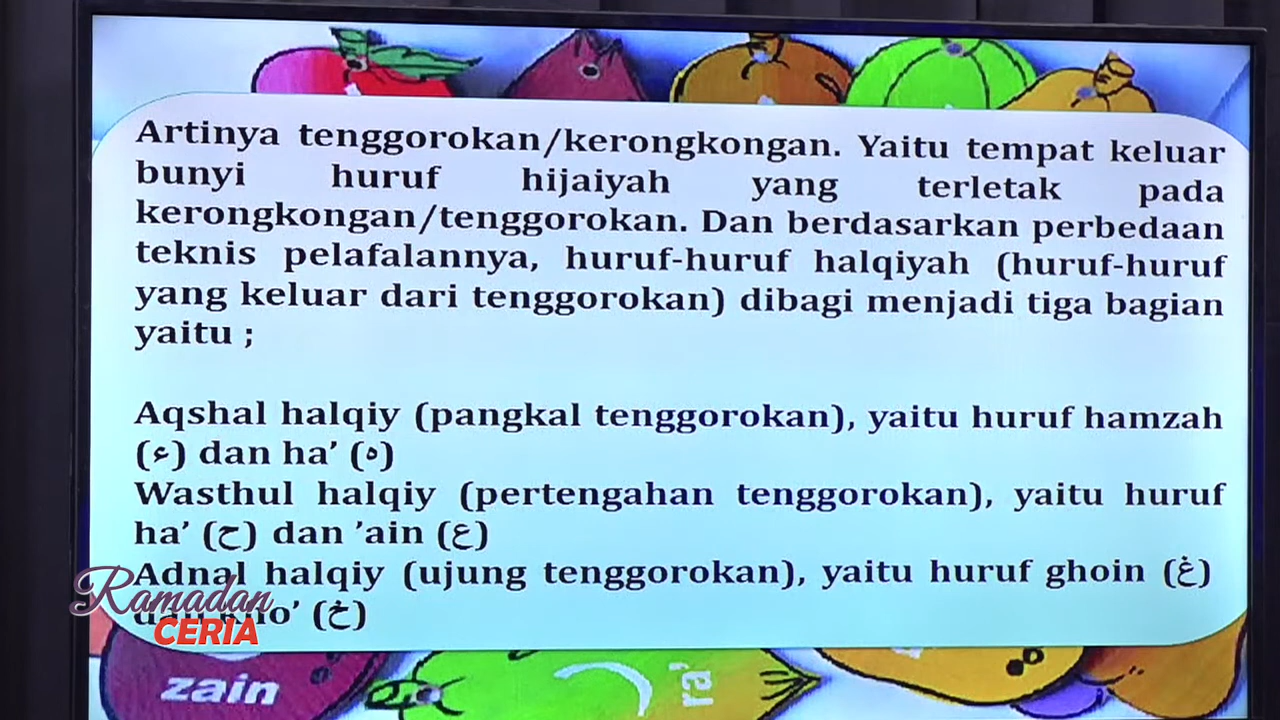 Artinya tenggorokan/kerongkongan. Yaitu tempat keluar
bunyi huruf hijaiyah yang terletak pada
kerongkongan/tenggorokan. Dan berdasarkan perbedaan
teknis pelafalannya, huruf-huruf halqiyah (huruf-huruf
yang keluar dari tenggorokan) dibagi menjadi tiga bagian
yaitu ;
Aqshal halqiy (pangkal tenggorokan), yaitu huruf hamzah
(ء) dan ha’ (ه)
Wasthul halqiy (pertengahan tenggorokan), yaitu huruf
ha’ (ح) dan ’ain (ع)
Adnal halqiy (ujung tenggorokan), yaitu huruf ghoin (غ)
dan kho’ (خ)
Ramadan
CERIA
zain
ra’